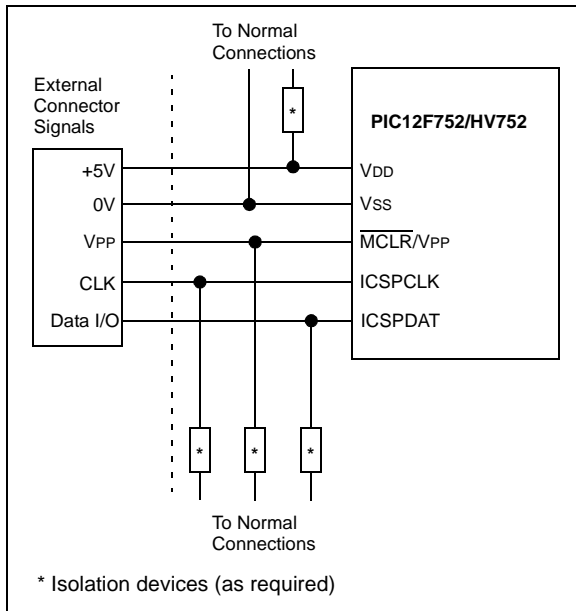 To Normal
Connections
External
Connector
Signals
*
PIC12F752/HV752
+5V
VDD
0V
VSS
VPP
MCLR/VPP
CLK
ICSPCLK
Data I/O
ICSPDAT
* * *
To Normal
Connections
* Isolation devices (as required)